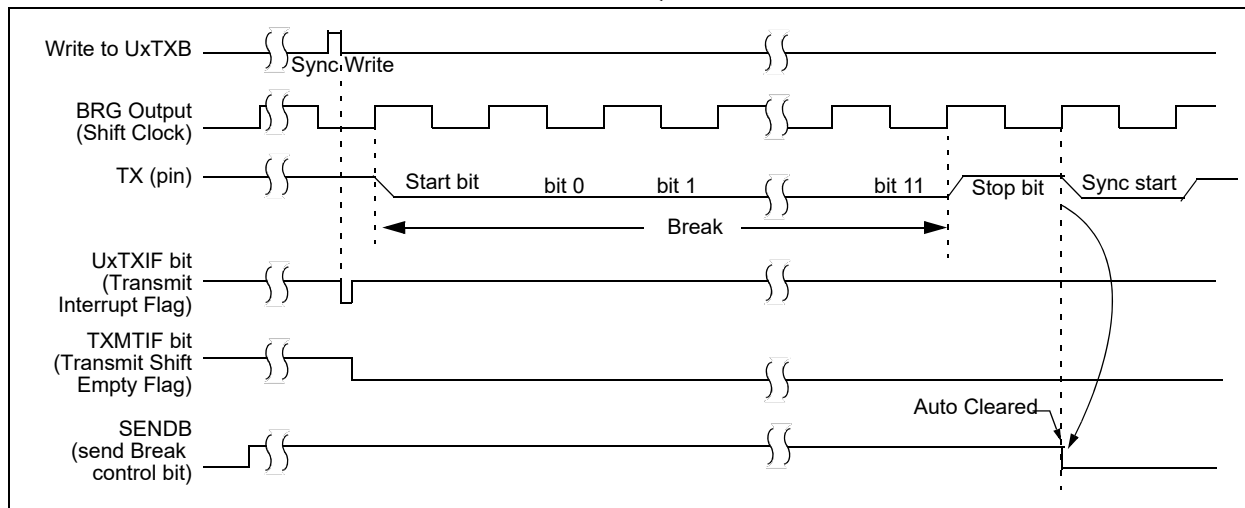 Write to UxTXB
Sync Write
BRG Output
(Shift Clock)
TX (pin)
Start bit
bit 0
bit 1
bit 11
Stop bit
Sync start
Break
UxTXIF bit
(Transmit
Interrupt Flag)
TXMTIF bit
(Transmit Shift
Empty Flag)
Auto Cleared
SENDB
(send Break
control bit)